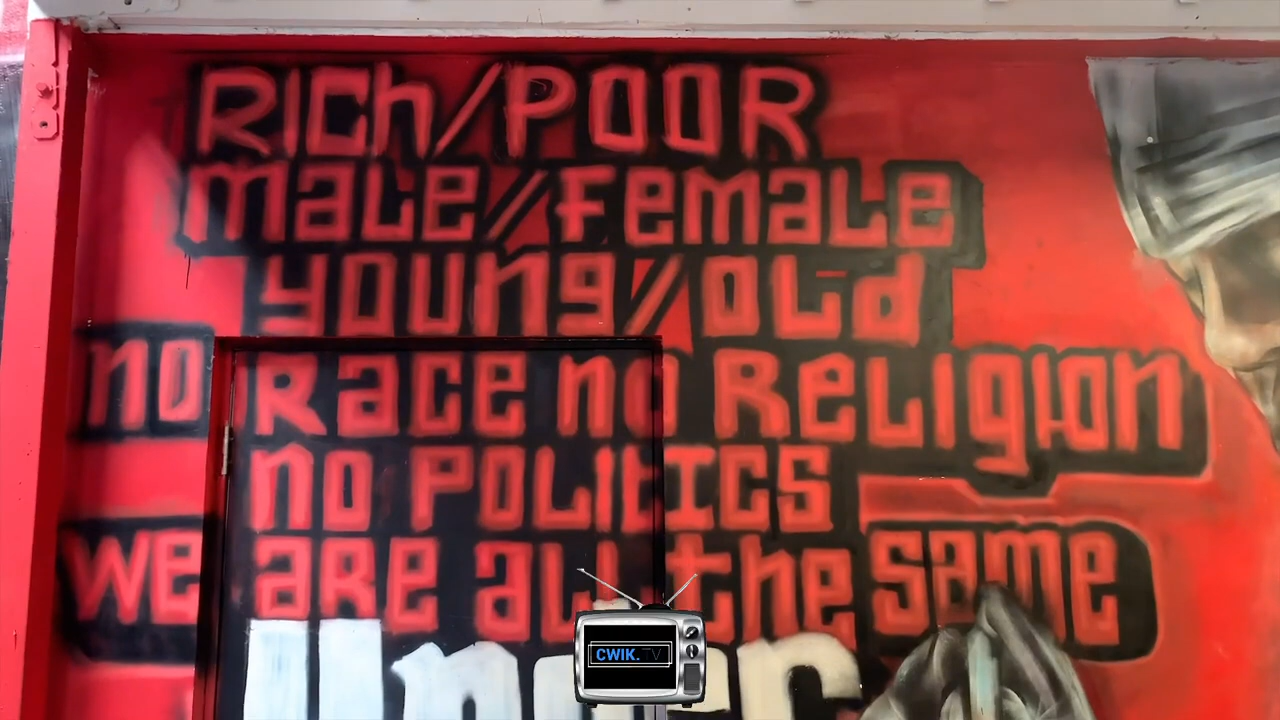 RICh/POOR
maLe//Female
young//oLd
no Race no ReLigion
no POLItICS
we aRe aLL the same
CWIK.TV